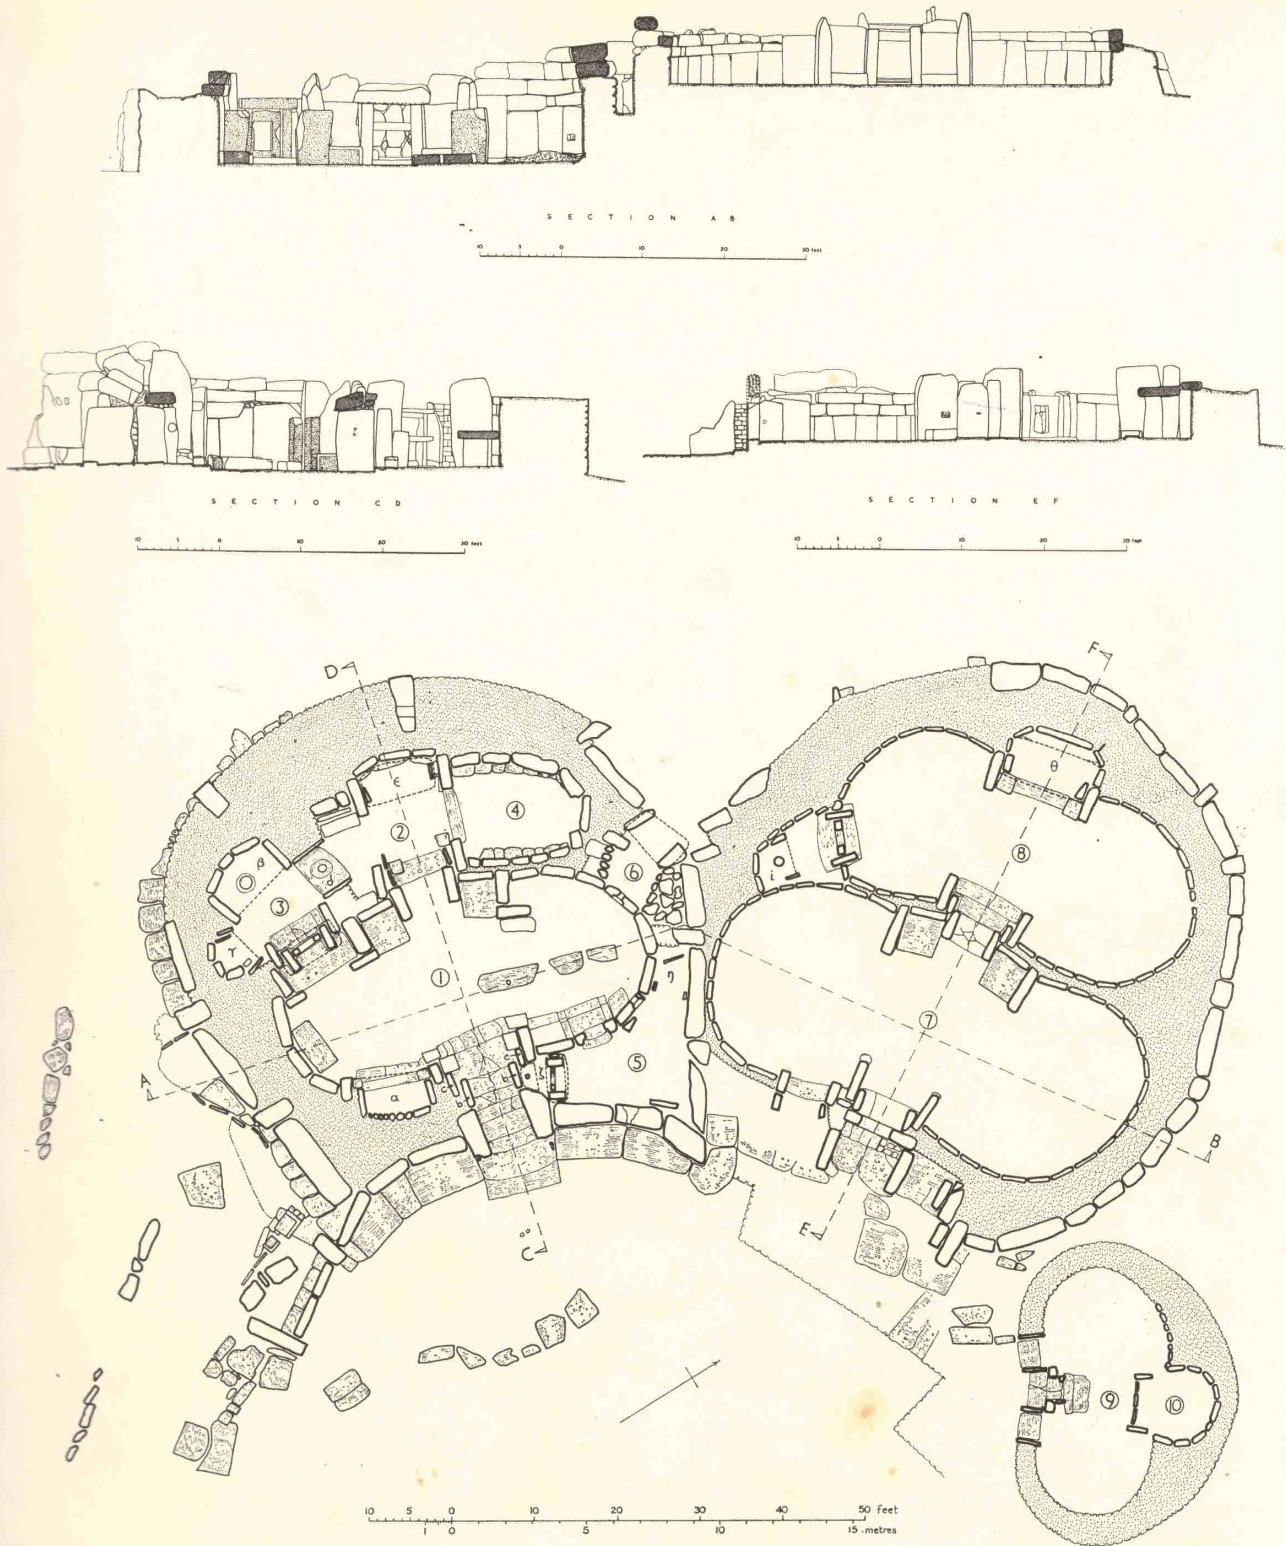 SECTION AB
10 5 0 10 20 30 feet
SECTION CD
10 5 0 10 20 30 feet
SECTION EF
10 5 0 10 20 30 feet
D
F
ϵ
θ
②
④
⑧
⑥
β
i
③
γ
①
η
⑦
⑤
A
a
c
b
b
ζ
B
E
C
⑨
⑩
10 5 0 10 20 30 40 50 feet
1 0 5 10 15 metres